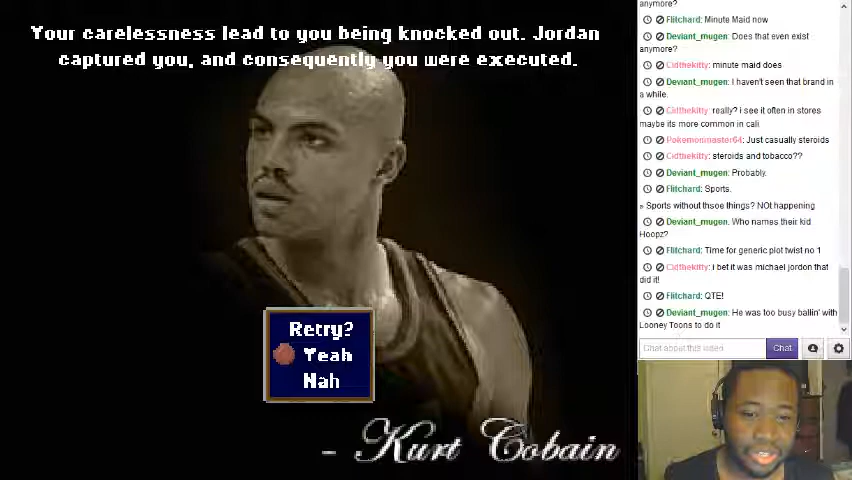 Your carelessness lead to you being knocked out. Jordan
captured you, and consequently you were executed.
Retry?
Yeah
Nah
- Kurt Cobain
anymore?
Flitchard: Minute Maid now
Deviant_mugen: Does that even exist
anymore?
Cidthekitty: minute maid does
Deviant_mugen: I haven't seen that brand in
a while.
Cidthekitty: really? i see it often in stores
maybe its more common in cali
Pokemonmaster64: Just casually steroids
Cidthekitty: steroids and tobacco??
Deviant_mugen: Probably.
Flitchard: Sports.
» Sports without thsoe things? NOt happening
Deviant_mugen: Who names their kid
Hoopz?
Flitchard: Time for generic plot twist no 1
Cidthekitty: i bet it was michael jordon that
did it!
Flitchard: QTE!
Deviant_mugen: He was too busy ballin' with
Looney Toons to do it
Chat about this video
Chat